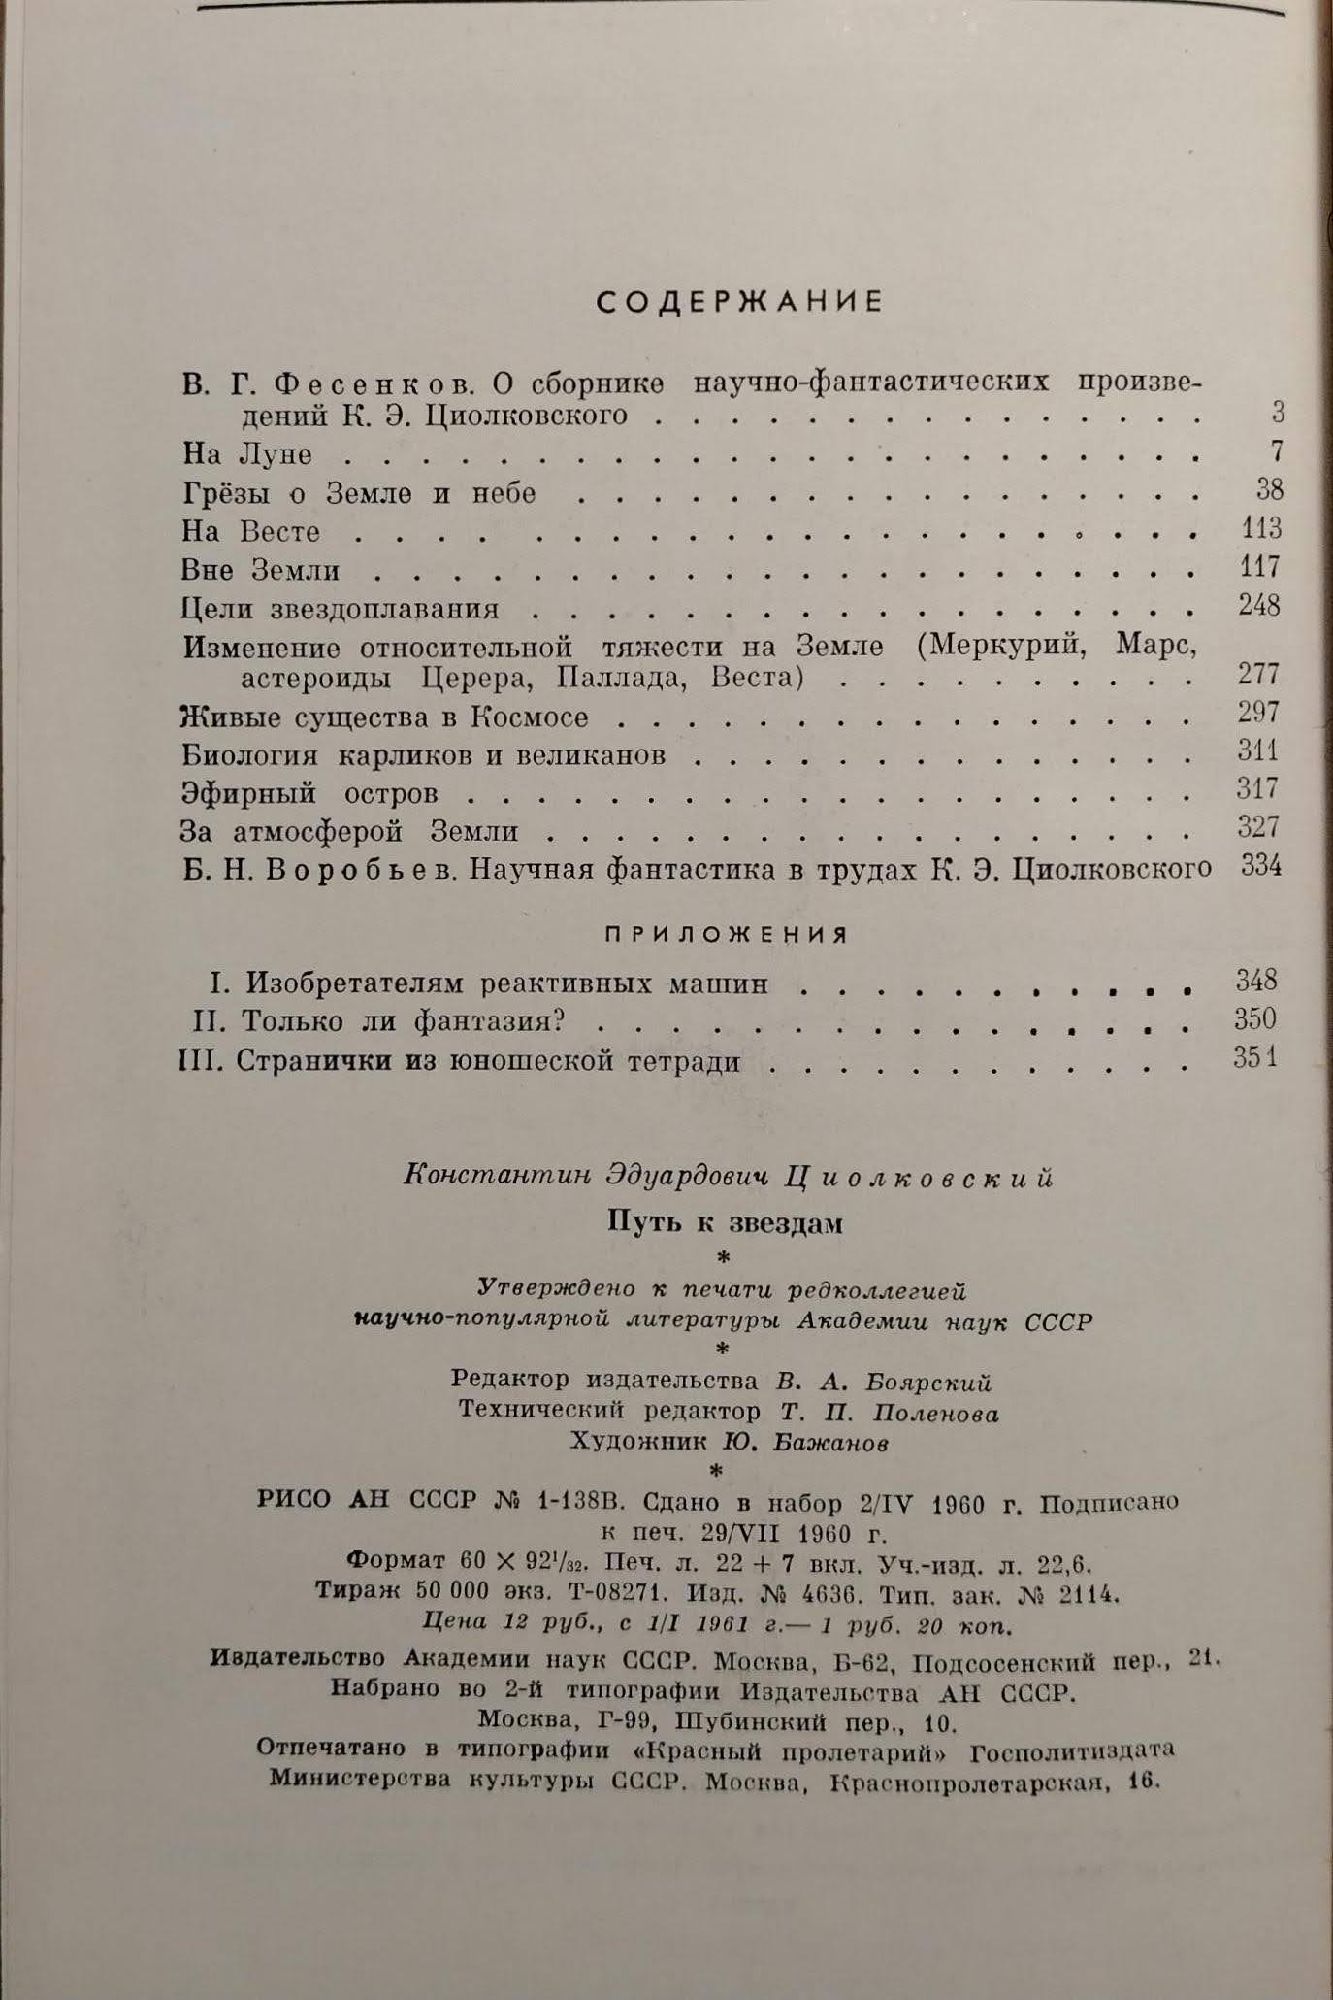 СОДЕРЖАНИЕ
В. Г. Фесенков. О сборнике научно-фантастических произве-
дений К. Э. Циолковского . . . . . . . . . . . . . . . 3
На Луне . . . . . . . . . . . . . . . . . . . . . . . 7
Грёзы о Земле и небе . . . . . . . . . . . . . . . . . 38
На Весте . . . . . . . . . . . . . . . . . . . . . . 113
Вне Земли . . . . . . . . . . . . . . . . . . . . . . 117
Цели звездоплавания . . . . . . . . . . . . . . . . . . 248
Изменение относительной тяжести на Земле (Меркурий, Марс,
астероиды Церера, Паллада, Веста) . . . . . . . . . . 277
Живые существа в Космосе . . . . . . . . . . . . . . . . 297
Биология карликов и великанов . . . . . . . . . . . . . . 311
Эфирный остров . . . . . . . . . . . . . . . . . . . . 317
За атмосферой Земли . . . . . . . . . . . . . . . . . . 327
Б. Н. Воробьев. Научная фантастика в трудах К. Э. Циолковского 334
ПРИЛОЖЕНИЯ
I. Изобретателям реактивных машин . . . . . . . . . . . 348
II. Только ли фантазия? . . . . . . . . . . . . . . . . 350
III. Странички из юношеской тетради . . . . . . . . . . . . 351
Константин Эдуардович Циолковский
Путь к звездам
*
Утверждено к печати редколлегией
научно-популярной литературы Академии наук СССР
*
Редактор издательства В. А. Боярский
Технический редактор Т. П. Поленова
Художник Ю. Бажанов
*
РИСО АН СССР № 1-138В. Сдано в набор 2/IV 1960 г. Подписано
к печ. 29/VII 1960 г.
Формат 60 × 92¹/₃₂. Печ. л. 22 + 7 вкл. Уч.-изд. л. 22,6.
Тираж 50 000 экз. Т-08271. Изд. № 4636. Тип. зак. № 2114.
Цена 12 руб., с 1/I 1961 г.— 1 руб. 20 коп.
Издательство Академии наук СССР. Москва, Б-62, Подсосенский пер., 21.
Набрано во 2-й типографии Издательства АН СССР.
Москва, Г-99, Шубинский пер., 10.
Отпечатано в типографии «Красный пролетарий» Госполитиздата
Министерства культуры СССР. Москва, Краснопролетарская, 16.